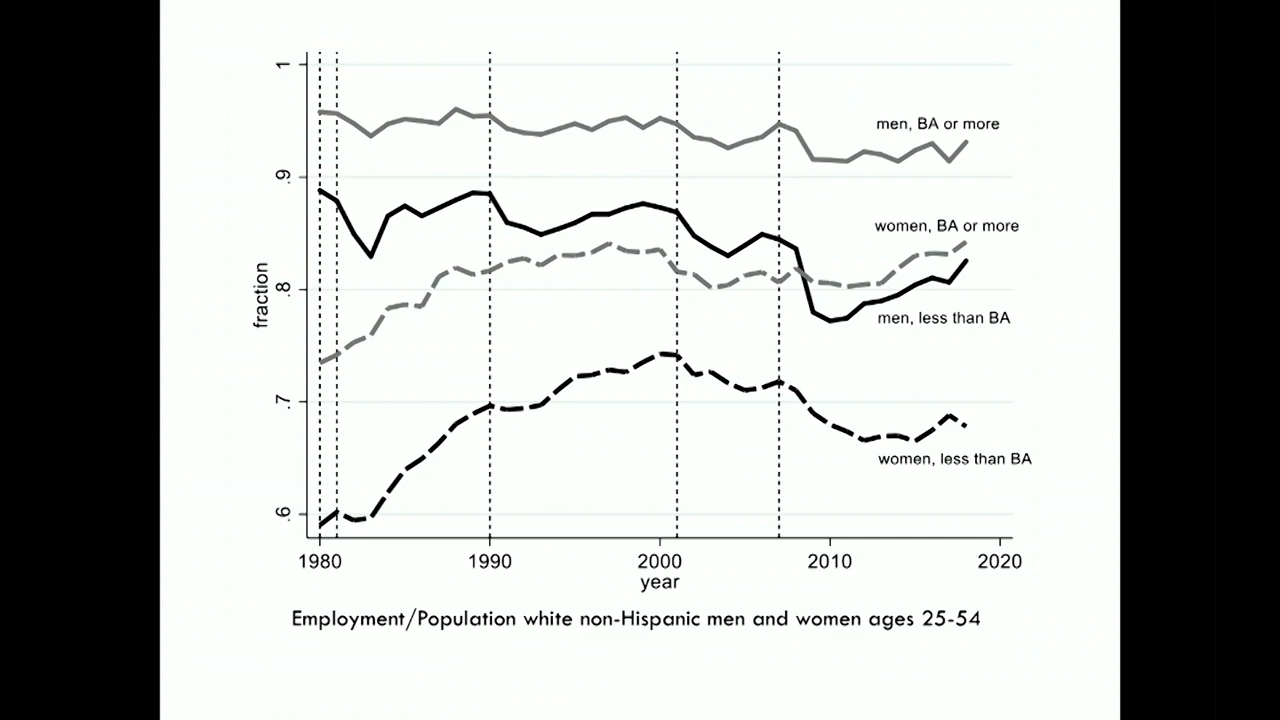 1
men, BA or more
.9
women, BA or more
.8
fraction
men, less than BA
.7
women, less than BA
.6
1980 1990 2000 2010 2020
year
Employment/Population white non-Hispanic men and women ages 25-54